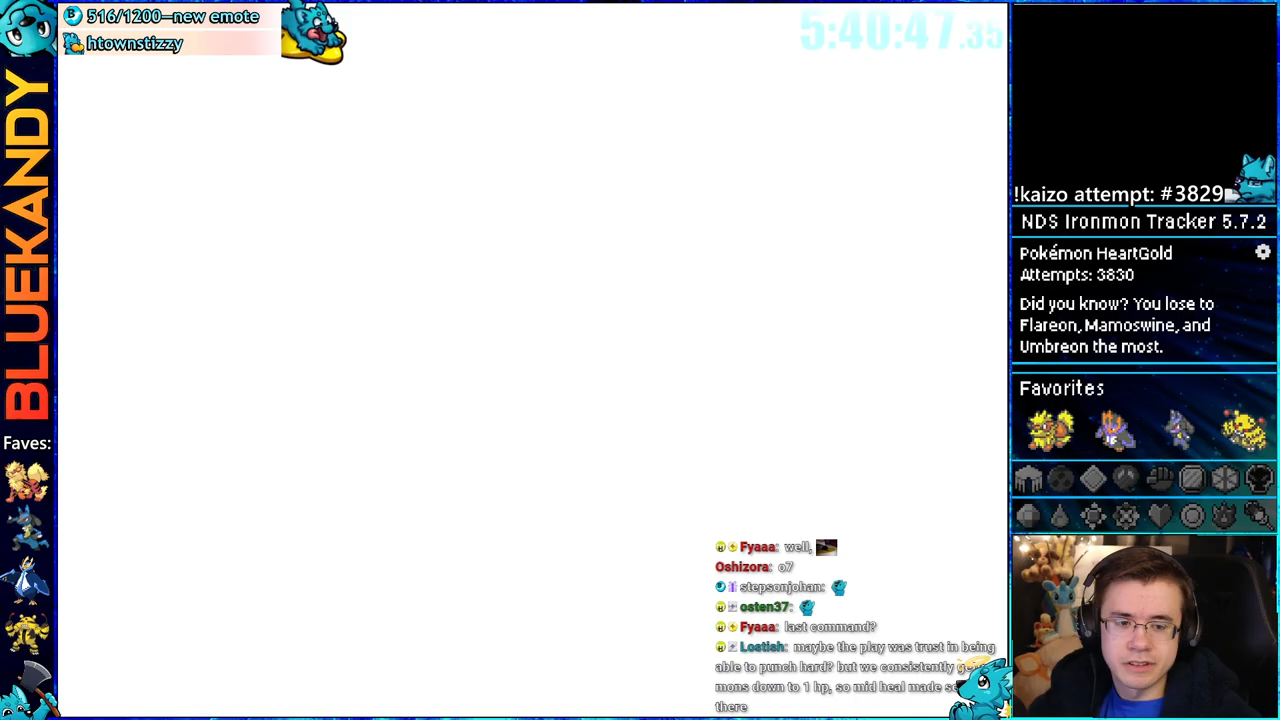 516/1200-new emote
htownstizzy
5:40:47.35
BLUEKANDY
Faves:
!kaizo attempt: #3829
NDS Ironmon Tracker 5.7.2
Pokémon HeartGold
Attempts: 3830
Did you know? You lose to
Flareon, Mamoswine, and
Umbreon the most.
Favorites
Fyaaa: well,
Oshizora: o7
stepsonjohan:
osten37:
Fyaaa: last command?
Lostish: maybe the play was trust in being
able to punch hard? but we consistently
mons down to 1 hp, so mid heal made
there